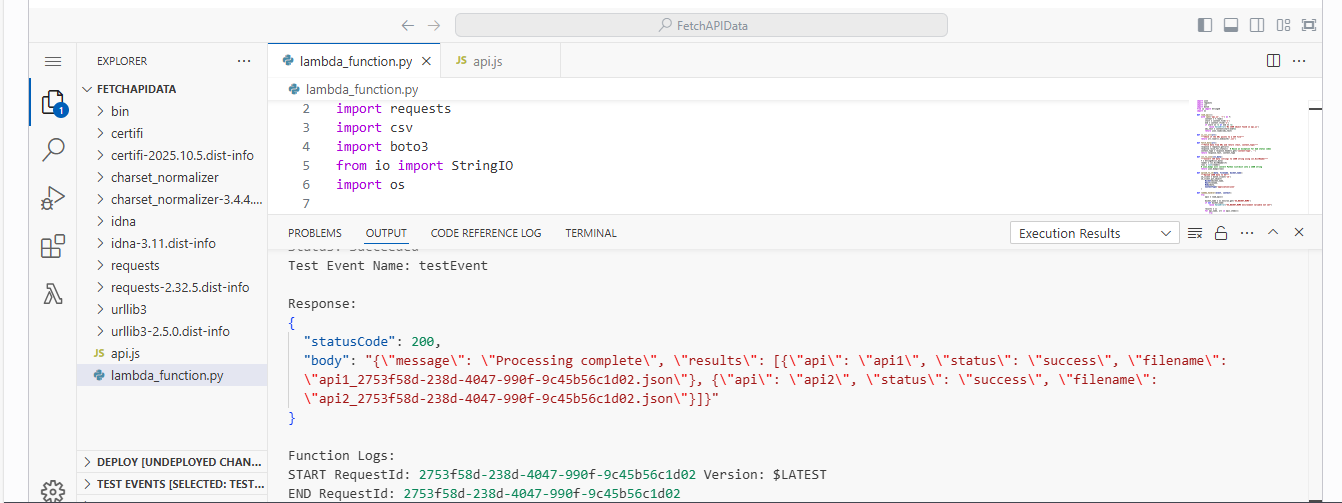 FetchAPIData
EXPLORER
FETCHAPIDATA
bin
certifi
certifi-2025.10.5.dist-info
charset_normalizer
charset_normalizer-3.4.4....
idna
idna-3.11.dist-info
requests
requests-2.32.5.dist-info
urllib3
urllib3-2.5.0.dist-info
JS api.js
lambda_function.py
DEPLOY [UNDEPLOYED CHAN...
TEST EVENTS [SELECTED: TEST...
1
lambda_function.py
JS api.js
lambda_function.py
2 import requests
3 import csv
4 import boto3
5 from io import StringIO
6 import os
7
PROBLEMS OUTPUT CODE REFERENCE LOG TERMINAL
Execution Results
Status: Succeeded
Test Event Name: testEvent
Response:
{
"statusCode": 200,
"body": "{\"message\": \"Processing complete\", \"results\": [{\"api\": \"api1\", \"status\": \"success\", \"filename\":
\"api1_2753f58d-238d-4047-990f-9c45b56c1d02.json\"}, {\"api\": \"api2\", \"status\": \"success\", \"filename\":
\"api2_2753f58d-238d-4047-990f-9c45b56c1d02.json\"}]}"
}
Function Logs:
START RequestId: 2753f58d-238d-4047-990f-9c45b56c1d02 Version: $LATEST
END RequestId: 2753f58d-238d-4047-990f-9c45b56c1d02